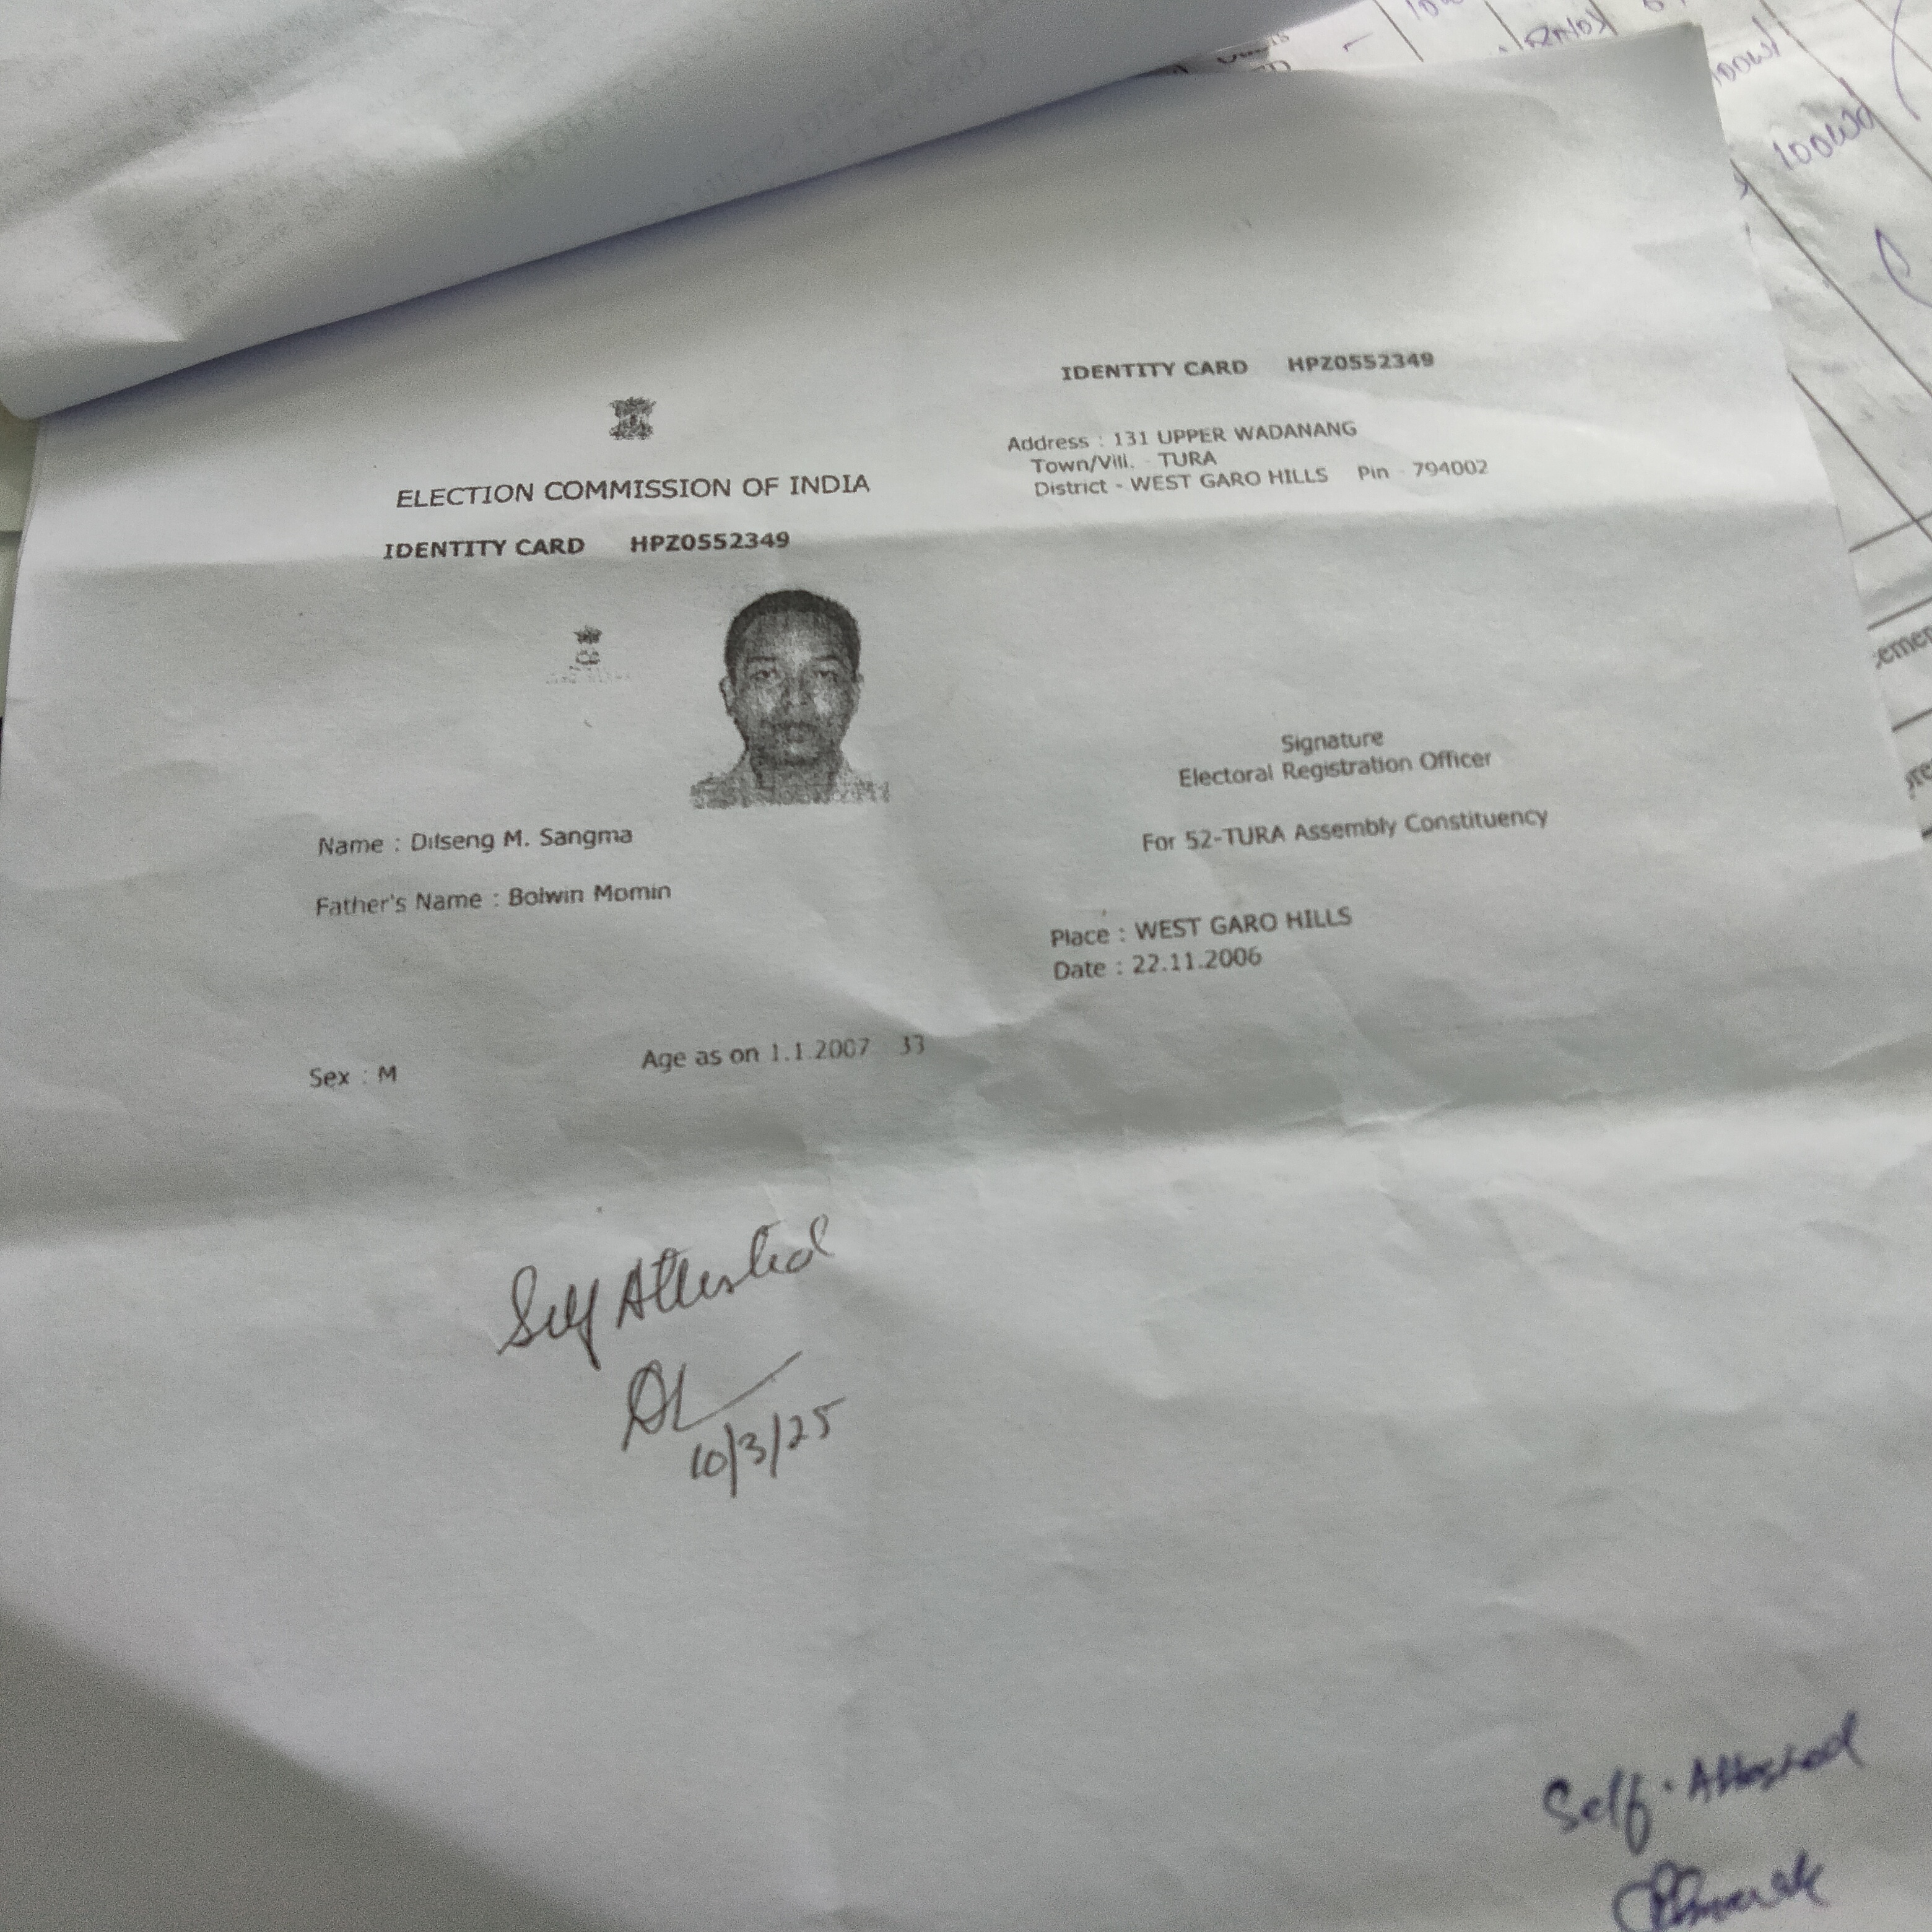 ELECTION COMMISSION OF INDIA
IDENTITY CARD HPZ0552349
Name : Dilseng M. Sangma
Father's Name : Bolwin Momin
Sex : M Age as on 1.1.2007 33
IDENTITY CARD HPZ0552349
Address : 131 UPPER WADANANG
Town/Vill. - TURA
District - WEST GARO HILLS Pin - 794002
Signature
Electoral Registration Officer
For 52-TURA Assembly Constituency
Place : WEST GARO HILLS
Date : 22.11.2006
Self Attested
10/3/25
Self-Attested